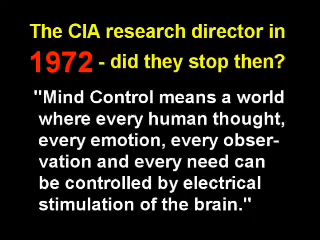 The CIA research director in
1972 - did they stop then?
"Mind Control means a world
where every human thought,
every emotion, every obser-
vation and every need can
be controlled by electrical
stimulation of the brain."